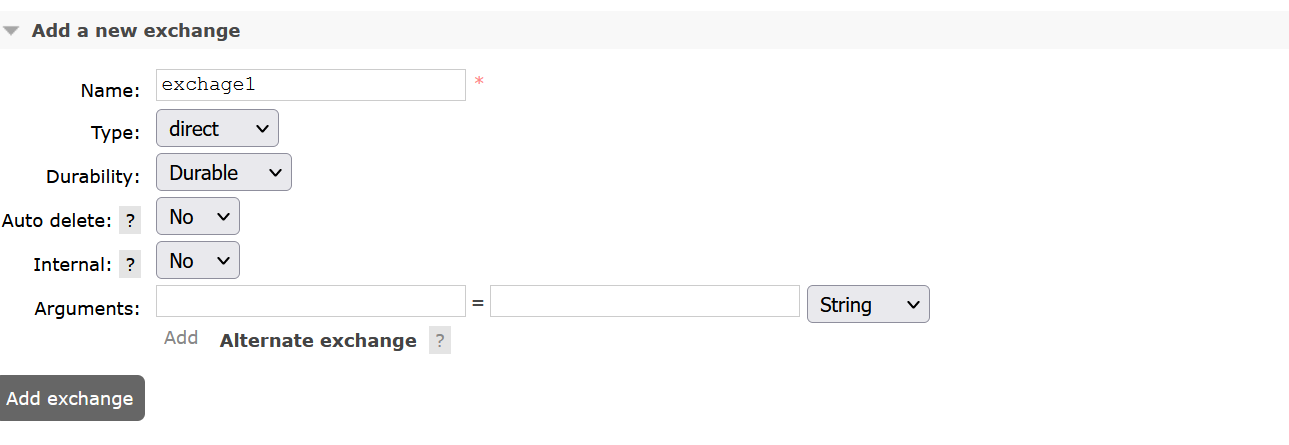 Add a new exchange
Name: exchage1 *
Type: direct
Durability: Durable
Auto delete: ? No
Internal: ? No
Arguments: = String
Add Alternate exchange ?
Add exchange